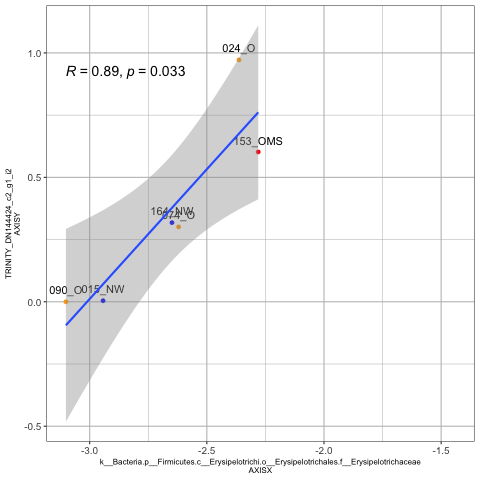 024_O
R = 0.89, p = 0.033
153_OMS
164_NW
074_O
090_O
015_NW
1.0
0.5
0.0
-0.5
-3.0
-2.5
-2.0
-1.5
TRINITY_DN14424_c2_g1_i2
AXISY
k__Bacteria.p__Firmicutes.c__Erysipelotrichi.o__Erysipelotrichales.f__Erysipelotrichaceae
AXISX